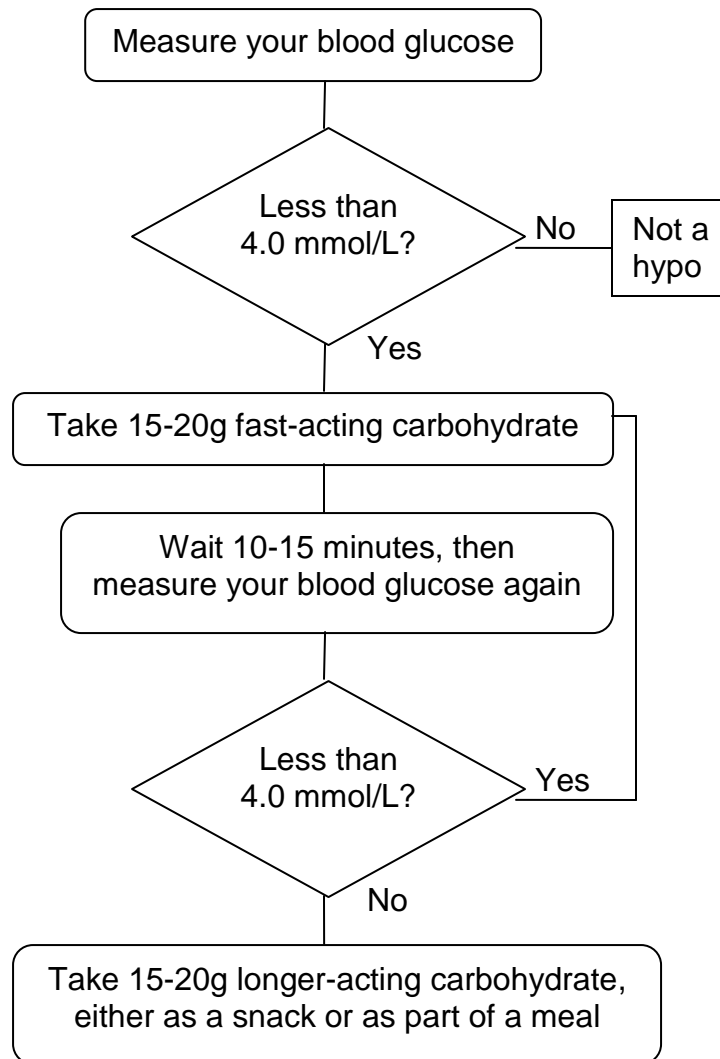 Measure your blood glucose
Less than
4.0 mmol/L?
No
Not a
hypo
Yes
Take 15-20g fast-acting carbohydrate
Wait 10-15 minutes, then
measure your blood glucose again
Less than
4.0 mmol/L?
Yes
No
Take 15-20g longer-acting carbohydrate,
either as a snack or as part of a meal